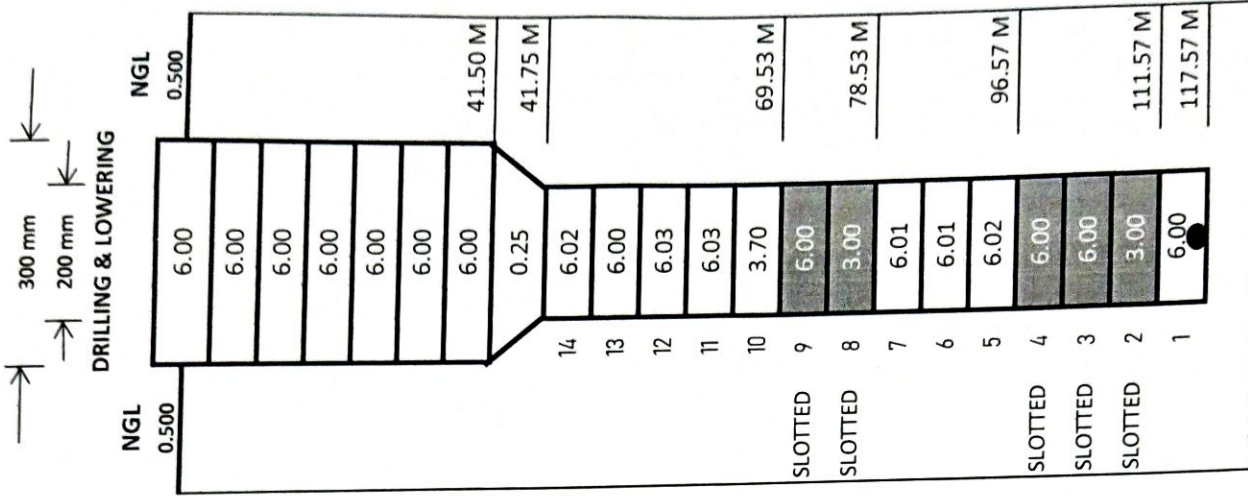 300 mm
200 mm
DRILLING & LOWERING
NGL NGL
0.500 0.500
6.00
6.00
6.00
6.00
6.00
6.00
6.00 41.50 M
0.25 41.75 M
14 6.02
13 6.00
12 6.03
11 6.03
10 3.70 69.53 M
SLOTTED 9 6.00
SLOTTED 8 3.00 78.53 M
7 6.01
6 6.01
5 6.02 96.57 M
SLOTTED 4 6.00
SLOTTED 3 6.00
SLOTTED 2 3.00 111.57 M
1 6.00 117.57 M